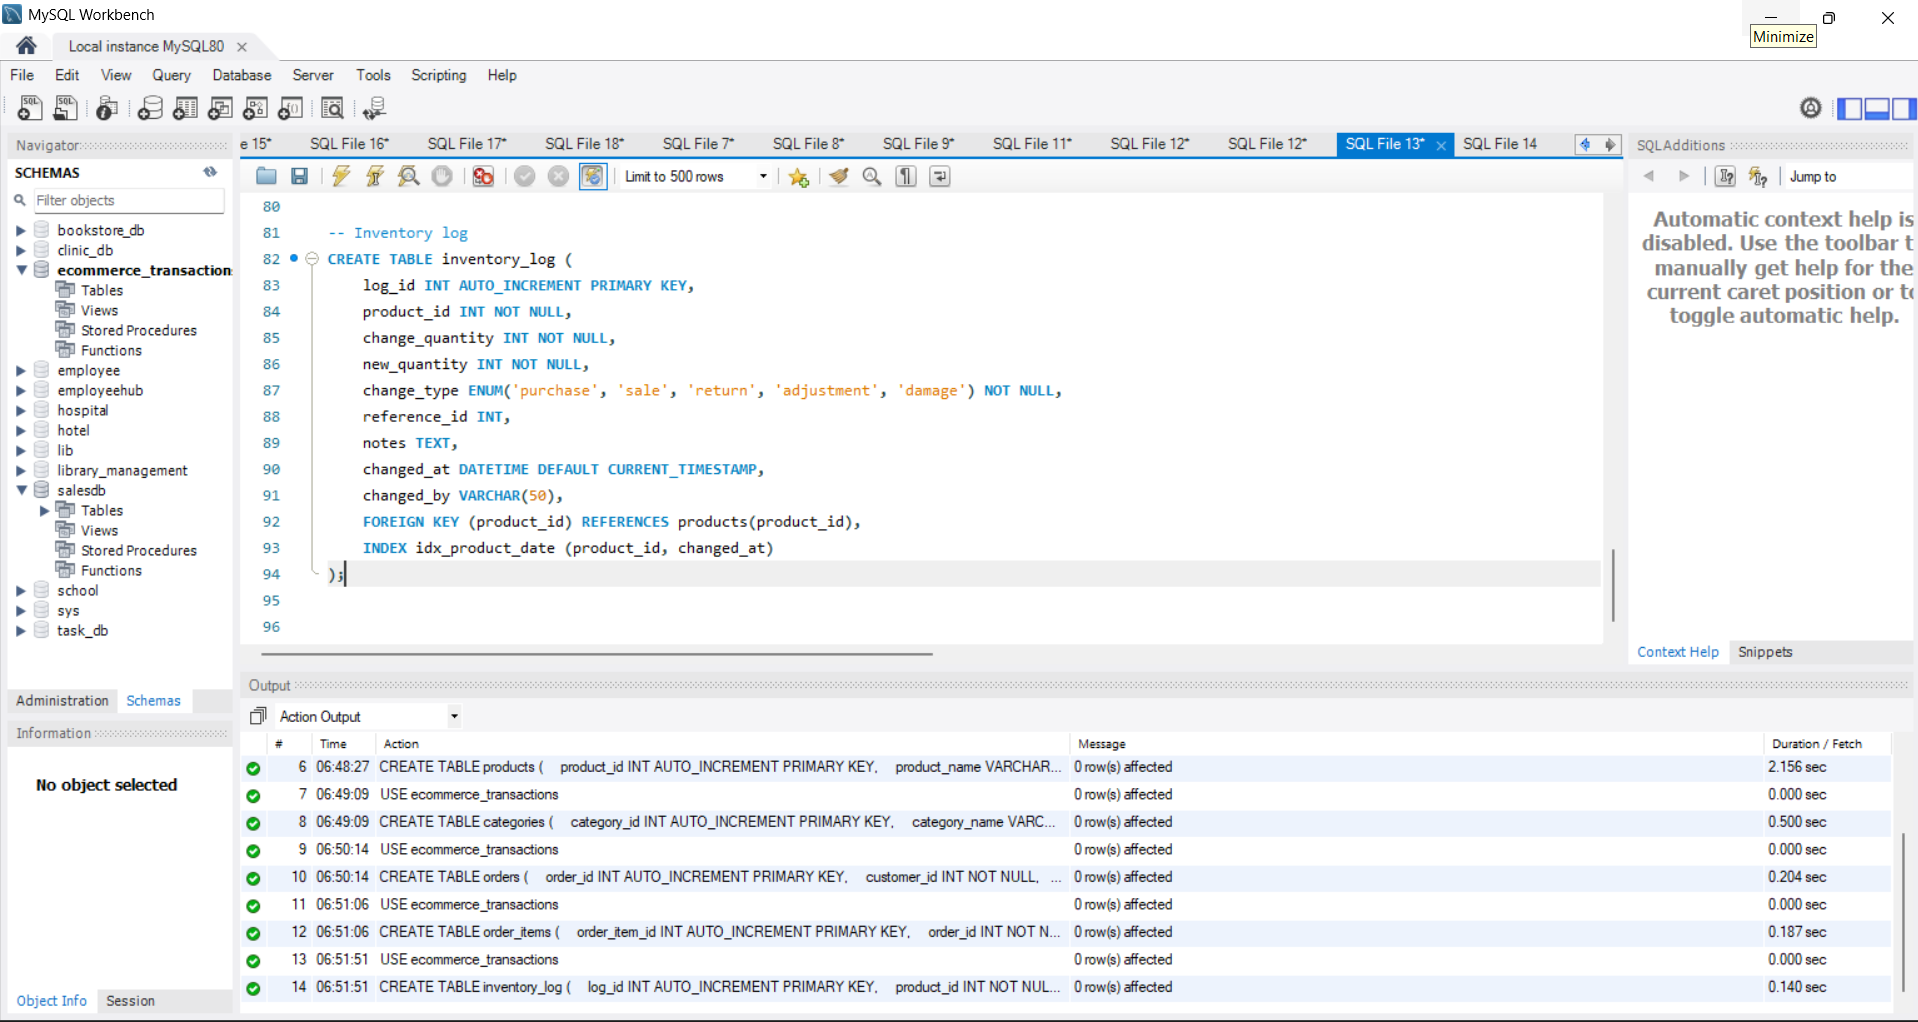 MySQL Workbench
Minimize
Local instance MySQL80
File Edit View Query Database Server Tools Scripting Help
Navigator
SCHEMAS
Filter objects
bookstore_db
clinic_db
ecommerce_transaction
Tables
Views
Stored Procedures
Functions
employee
employeehub
hospital
hotel
lib
library_management
salesdb
Tables
Views
Stored Procedures
Functions
school
sys
task_db
Administration Schemas
Information
No object selected
Object Info Session
e 15* SQL File 16* SQL File 17* SQL File 18* SQL File 7* SQL File 8* SQL File 9* SQL File 11* SQL File 12* SQL File 12* SQL File 13* SQL File 14
Limit to 500 rows
80
81 -- Inventory log
82 CREATE TABLE inventory_log (
83 log_id INT AUTO_INCREMENT PRIMARY KEY,
84 product_id INT NOT NULL,
85 change_quantity INT NOT NULL,
86 new_quantity INT NOT NULL,
87 change_type ENUM('purchase', 'sale', 'return', 'adjustment', 'damage') NOT NULL,
88 reference_id INT,
89 notes TEXT,
90 changed_at DATETIME DEFAULT CURRENT_TIMESTAMP,
91 changed_by VARCHAR(50),
92 FOREIGN KEY (product_id) REFERENCES products(product_id),
93 INDEX idx_product_date (product_id, changed_at)
94 );
95
96
SQLAdditions
Jump to
Automatic context help is
disabled. Use the toolbar t
manually get help for the
current caret position or to
toggle automatic help.
Context Help Snippets
Output
Action Output
# Time Action Message Duration / Fetch
6 06:48:27 CREATE TABLE products ( product_id INT AUTO_INCREMENT PRIMARY KEY, product_name VARCHAR... 0 row(s) affected 2.156 sec
7 06:49:09 USE ecommerce_transactions 0 row(s) affected 0.000 sec
8 06:49:09 CREATE TABLE categories ( category_id INT AUTO_INCREMENT PRIMARY KEY, category_name VARC... 0 row(s) affected 0.500 sec
9 06:50:14 USE ecommerce_transactions 0 row(s) affected 0.000 sec
10 06:50:14 CREATE TABLE orders ( order_id INT AUTO_INCREMENT PRIMARY KEY, customer_id INT NOT NULL, ... 0 row(s) affected 0.204 sec
11 06:51:06 USE ecommerce_transactions 0 row(s) affected 0.000 sec
12 06:51:06 CREATE TABLE order_items ( order_item_id INT AUTO_INCREMENT PRIMARY KEY, order_id INT NOT N... 0 row(s) affected 0.187 sec
13 06:51:51 USE ecommerce_transactions 0 row(s) affected 0.000 sec
14 06:51:51 CREATE TABLE inventory_log ( log_id INT AUTO_INCREMENT PRIMARY KEY, product_id INT NOT NUL... 0 row(s) affected 0.140 sec